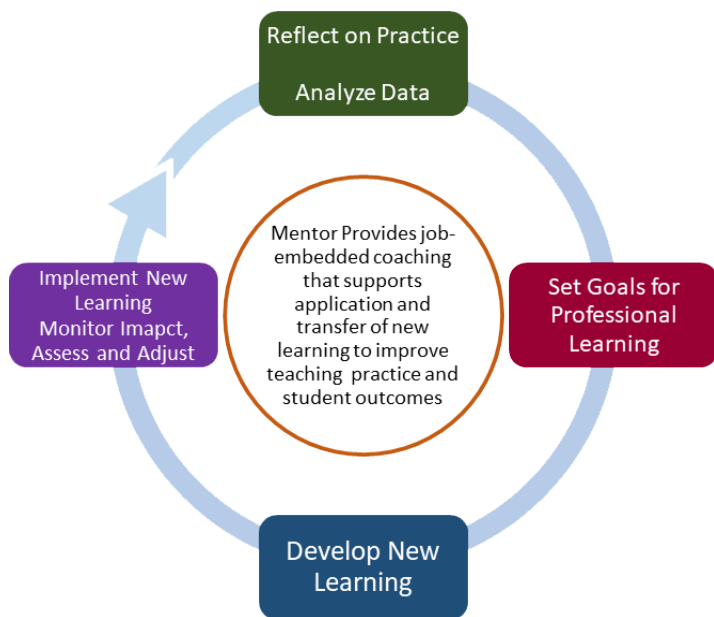 Reflect on Practice
Analyze Data
Mentor Provides job-
embedded coaching
that supports
application and
transfer of new
learning to improve
teaching practice and
student outcomes
Set Goals for
Professional
Learning
Develop New
Learning
Implement New
Learning
Monitor Imapct,
Assess and Adjust